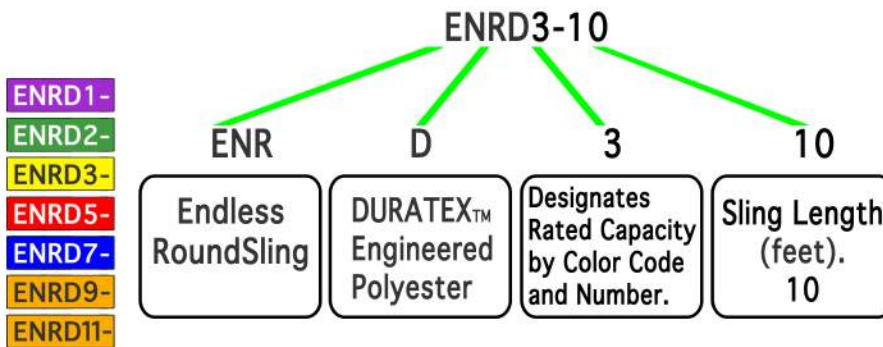 ENRD3-10
ENRD1-
ENRD2-
ENRD3-
ENRD5-
ENRD7-
ENRD9-
ENRD11-
ENR
D
3
10
Endless
RoundSling
DURATEX™
Engineered
Polyester
Designates
Rated Capacity
by Color Code
and Number.
Sling Length
(feet).
10